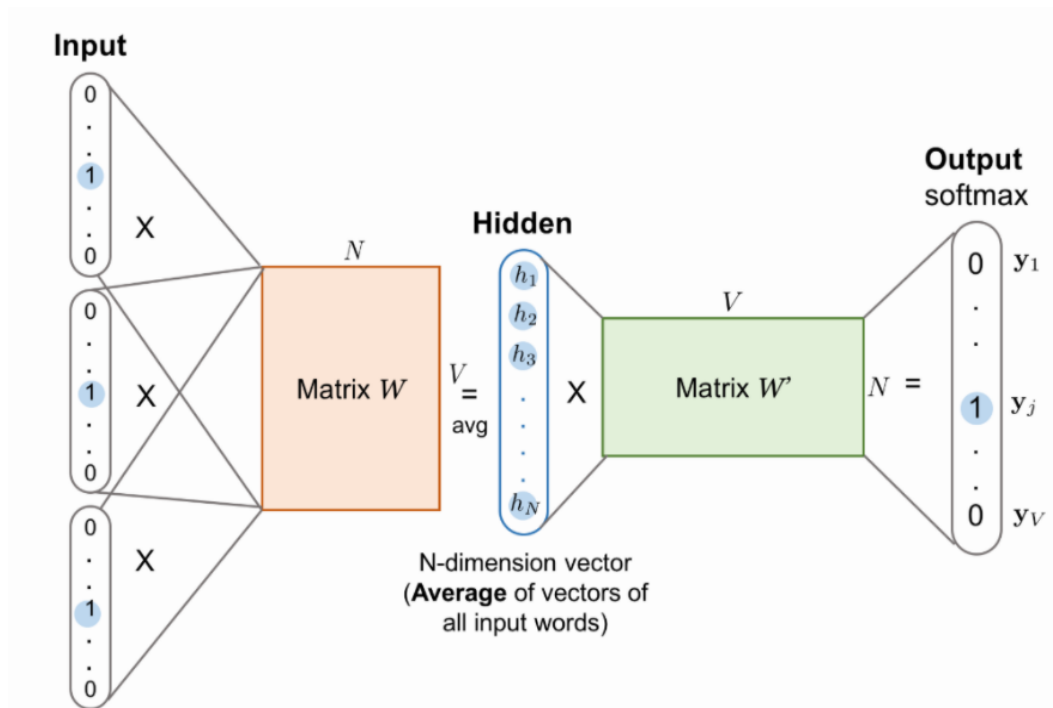 Input
0
.
.
1
.
.
0
X
0
.
.
1
.
.
0
X
0
.
.
1
.
.
0
X
N
Matrix W
V
=
avg
Hidden
h1
h2
h3
.
.
.
.
hN
N-dimension vector
(Average of vectors of
all input words)
X
V
Matrix W'
N =
Output
softmax
0 y1
.
.
1 yj
.
.
0 yV